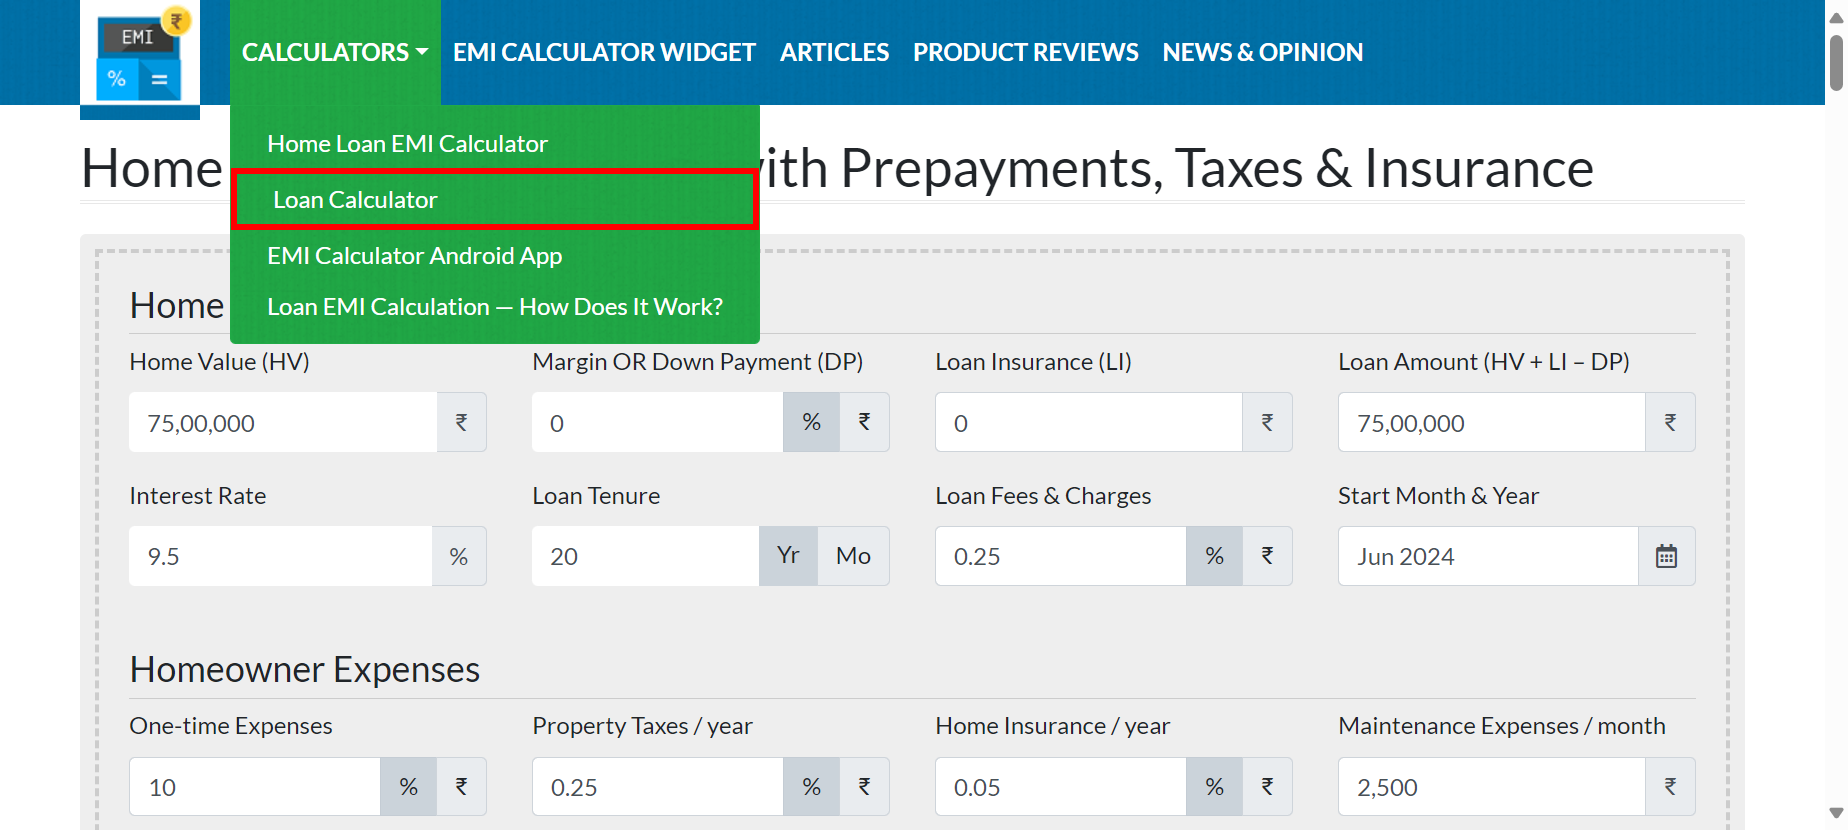 EMI
%
=
₹
CALCULATORS
EMI CALCULATOR WIDGET
ARTICLES
PRODUCT REVIEWS
NEWS & OPINION
Home Loan EMI Calculator
Loan Calculator
EMI Calculator Android App
Loan EMI Calculation — How Does It Work?
Home ith Prepayments, Taxes & Insurance
Home
Home Value (HV) Margin OR Down Payment (DP) Loan Insurance (LI) Loan Amount (HV + LI – DP)
75,00,000 ₹ 0 % ₹ 0 ₹ 75,00,000 ₹
Interest Rate Loan Tenure Loan Fees & Charges Start Month & Year
9.5 % 20 Yr Mo 0.25 % ₹ Jun 2024
Homeowner Expenses
One-time Expenses Property Taxes / year Home Insurance / year Maintenance Expenses / month
10 % ₹ 0.25 % ₹ 0.05 % ₹ 2,500 ₹